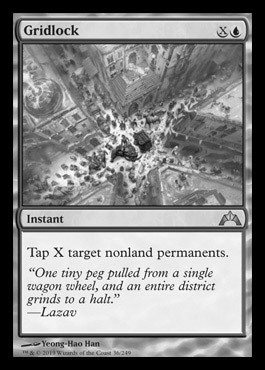 Gridlock X
Instant
Tap X target nonland permanents.
“One tiny peg pulled from a single
wagon wheel, and an entire district
grinds to a halt.”
—Lazav
Yeong-Hao Han
™ & © 2013 Wizards of the Coast 36/249